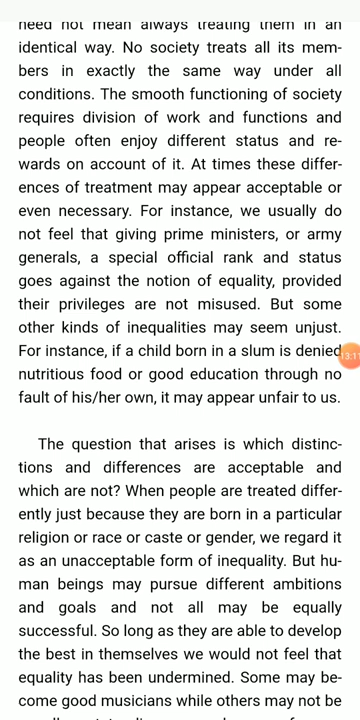 need not mean always treating them in an
identical way. No society treats all its mem-
bers in exactly the same way under all
conditions. The smooth functioning of society
requires division of work and functions and
people often enjoy different status and re-
wards on account of it. At times these differ-
ences of treatment may appear acceptable or
even necessary. For instance, we usually do
not feel that giving prime ministers, or army
generals, a special official rank and status
goes against the notion of equality, provided
their privileges are not misused. But some
other kinds of inequalities may seem unjust.
For instance, if a child born in a slum is denied
13:11
nutritious food or good education through no
fault of his/her own, it may appear unfair to us.
The question that arises is which distinc-
tions and differences are acceptable and
which are not? When people are treated differ-
ently just because they are born in a particular
religion or race or caste or gender, we regard it
as an unacceptable form of inequality. But hu-
man beings may pursue different ambitions
and goals and not all may be equally
successful. So long as they are able to develop
the best in themselves we would not feel that
equality has been undermined. Some may be-
come good musicians while others may not be